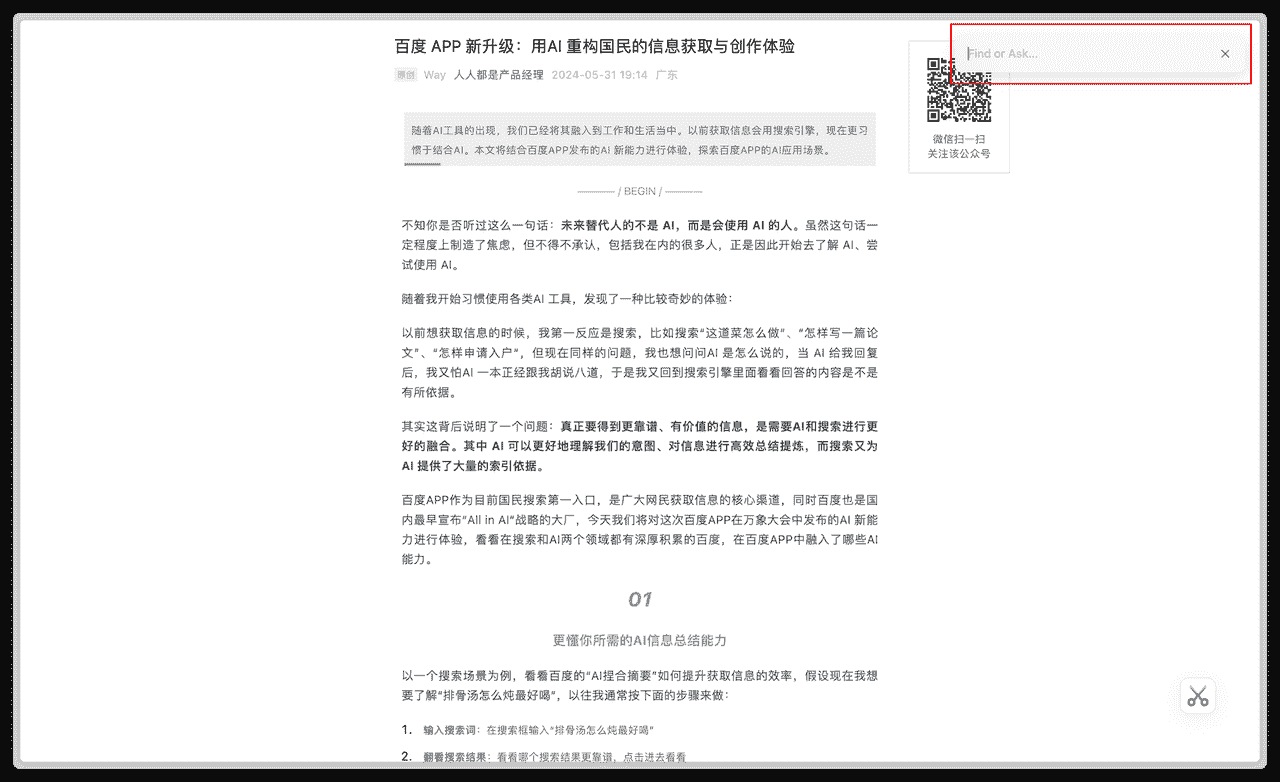 百度 APP 新升级：用AI 重构国民的信息获取与创作体验
原创 Way 人人都是产品经理 2024-05-31 19:14 广东
Find or Ask...
微信扫一扫
关注该公众号
随着AI工具的出现，我们已经将其融入到工作和生活当中。以前获取信息会用搜索引擎，现在更习
惯于结合AI。本文将结合百度APP发布的AI 新能力进行体验，探索百度APP的AI应用场景。
/ BEGIN /
不知你是否听过这么一句话：未来替代人的不是 AI，而是会使用 AI 的人。虽然这句话一
定程度上制造了焦虑，但不得不承认，包括我在内的很多人，正是因此开始去了解 AI、尝
试使用 AI。
随着我开始习惯使用各类AI 工具，发现了一种比较奇妙的体验：
以前想获取信息的时候，我第一反应是搜索，比如搜索“这道菜怎么做”、“怎样写一篇论
文”、“怎样申请入户”，但现在同样的问题，我也想问问AI 是怎么说的，当 AI 给我回复
后，我又怕AI 一本正经跟我胡说八道，于是我又回到搜索引擎里面看看回答的内容是不是
有所依据。
其实这背后说明了一个问题：真正要得到更靠谱、有价值的信息，是需要AI和搜索进行更
好的融合。其中 AI 可以更好地理解我们的意图、对信息进行高效总结提炼，而搜索又为
AI 提供了大量的索引依据。
百度APP作为目前国民搜索第一入口，是广大网民获取信息的核心渠道，同时百度也是国
内最早宣布“All in AI”战略的大厂，今天我们将对这次百度APP在万象大会中发布的AI 新能
力进行体验，看看在搜索和AI两个领域都有深厚积累的百度，在百度APP中融入了哪些AI
能力。
01
更懂你所需的AI信息总结能力
以一个搜索场景为例，看看百度的“AI捏合摘要”如何提升获取信息的效率，假设现在我想
要了解“排骨汤怎么炖最好喝”，以往我通常按下面的步骤来做：
1. 输入搜索词：在搜索框输入“排骨汤怎么炖最好喝”
2. 翻看搜索结果：看看哪个搜索结果更靠谱，点击进去看看